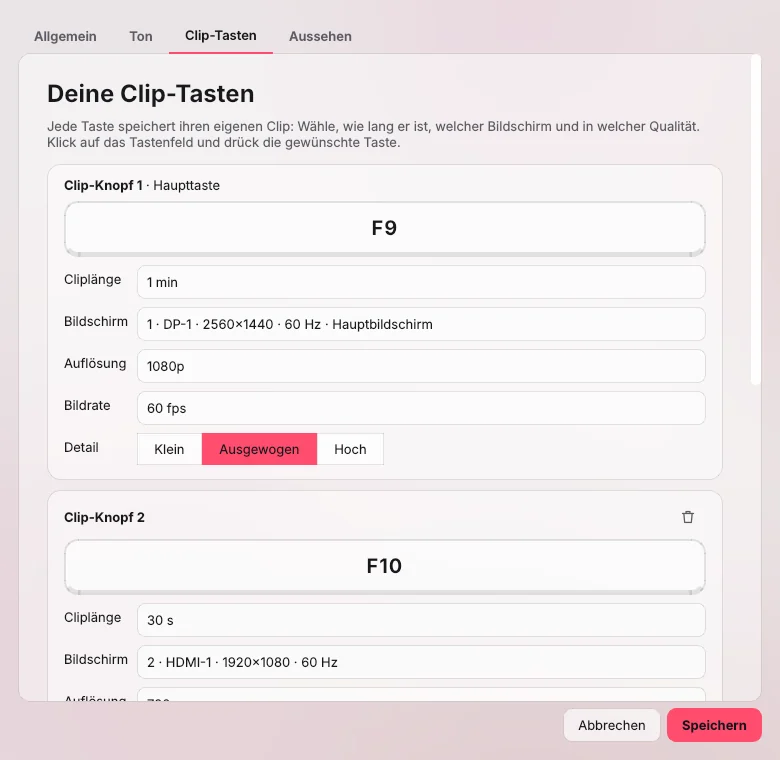 Allgemein Ton Clip-Tasten Aussehen
Deine Clip-Tasten
Jede Taste speichert ihren eigenen Clip: Wähle, wie lang er ist, welcher Bildschirm und in welcher Qualität.
Klick auf das Tastenfeld und drück die gewünschte Taste.
Clip-Knopf 1 · Haupttaste
F9
Cliplänge 1 min
Bildschirm 1 · DP-1 · 2560×1440 · 60 Hz · Hauptbildschirm
Auflösung 1080p
Bildrate 60 fps
Detail Klein Ausgewogen Hoch
Clip-Knopf 2
F10
Cliplänge 30 s
Bildschirm 2 · HDMI-1 · 1920×1080 · 60 Hz
Auflösung
Abbrechen Speichern